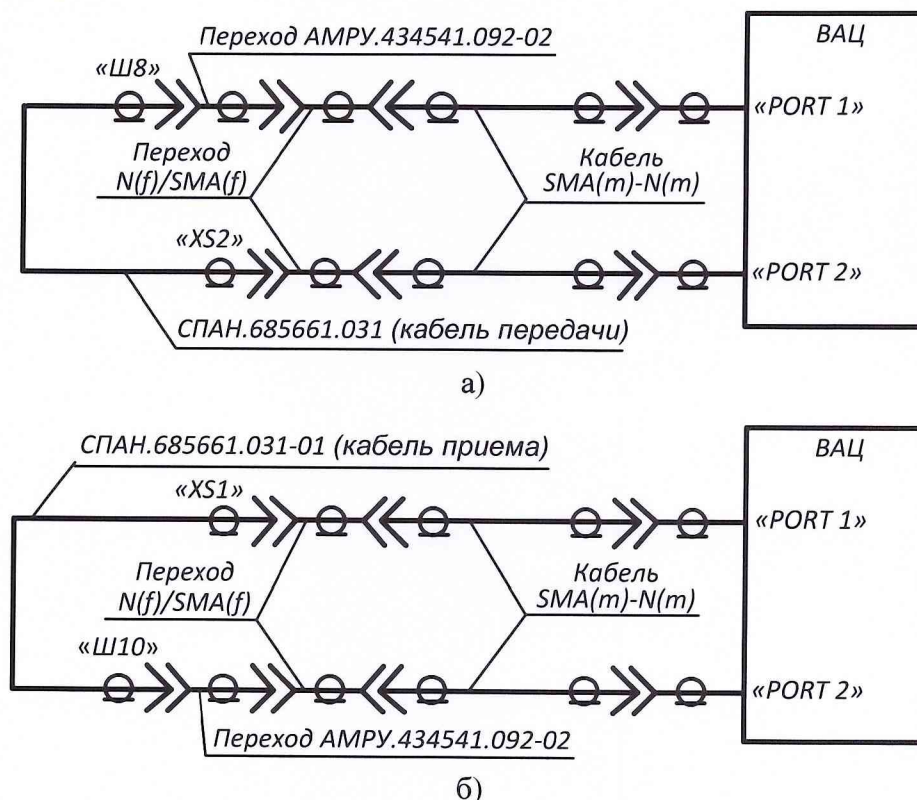 Переход АМРУ.434541.092-02
ВАЦ
«Ш8»
«PORT 1»
Переход
N(f)/SMA(f)
Кабель
SMA(m)-N(m)
«XS2»
«PORT 2»
СПАН.685661.031 (кабель передачи)
а)
СПАН.685661.031-01 (кабель приема)
ВАЦ
«XS1»
«PORT 1»
Переход
N(f)/SMA(f)
Кабель
SMA(m)-N(m)
«Ш10»
«PORT 2»
Переход АМРУ.434541.092-02
б)